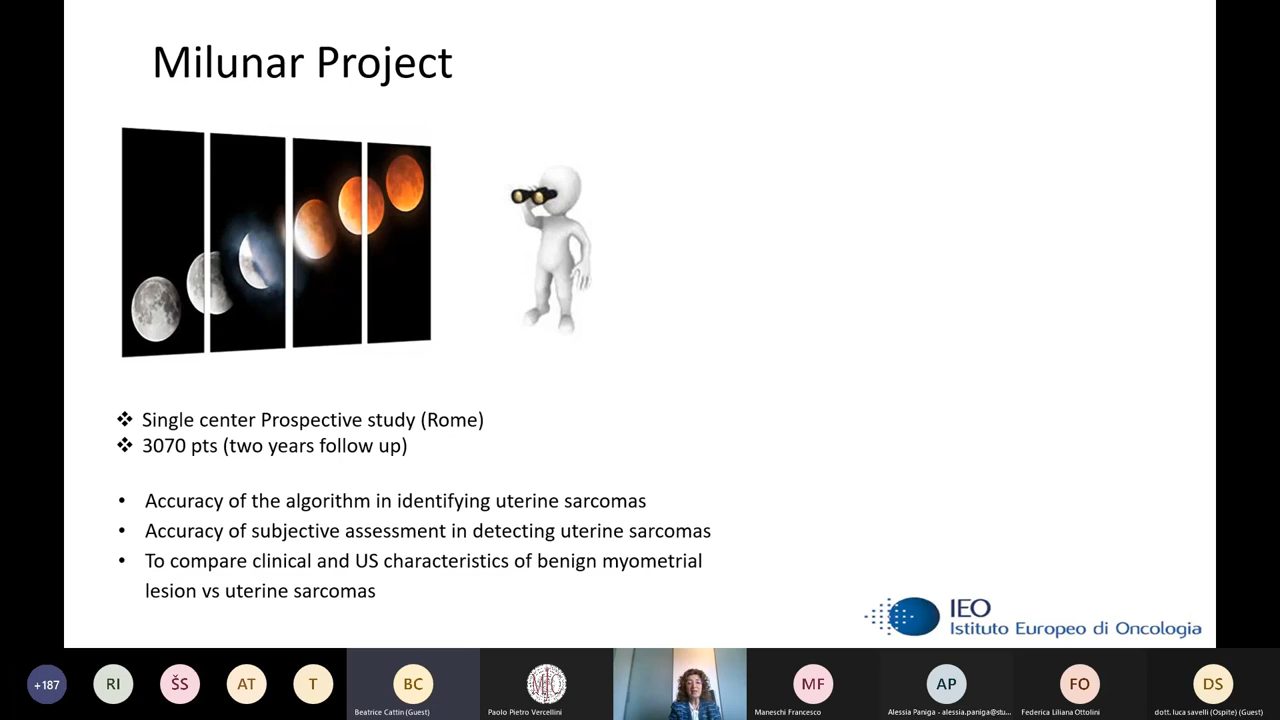 Milunar Project
❖ Single center Prospective study (Rome)
❖ 3070 pts (two years follow up)
• Accuracy of the algorithm in identifying uterine sarcomas
• Accuracy of subjective assessment in detecting uterine sarcomas
• To compare clinical and US characteristics of benign myometrial
lesion vs uterine sarcomas
IEO
Istituto Europeo di Oncologia
+187
RI
ŠS
AT
T
BC
Beatrice Cattin (Guest)
Paolo Pietro Vercellini
MF
Maneschi Francesco
AP
Alessia Paniga - alessia.paniga@stu...
FO
Federica Liliana Ottolini
DS
dott. luca savelli (Ospite) (Guest)